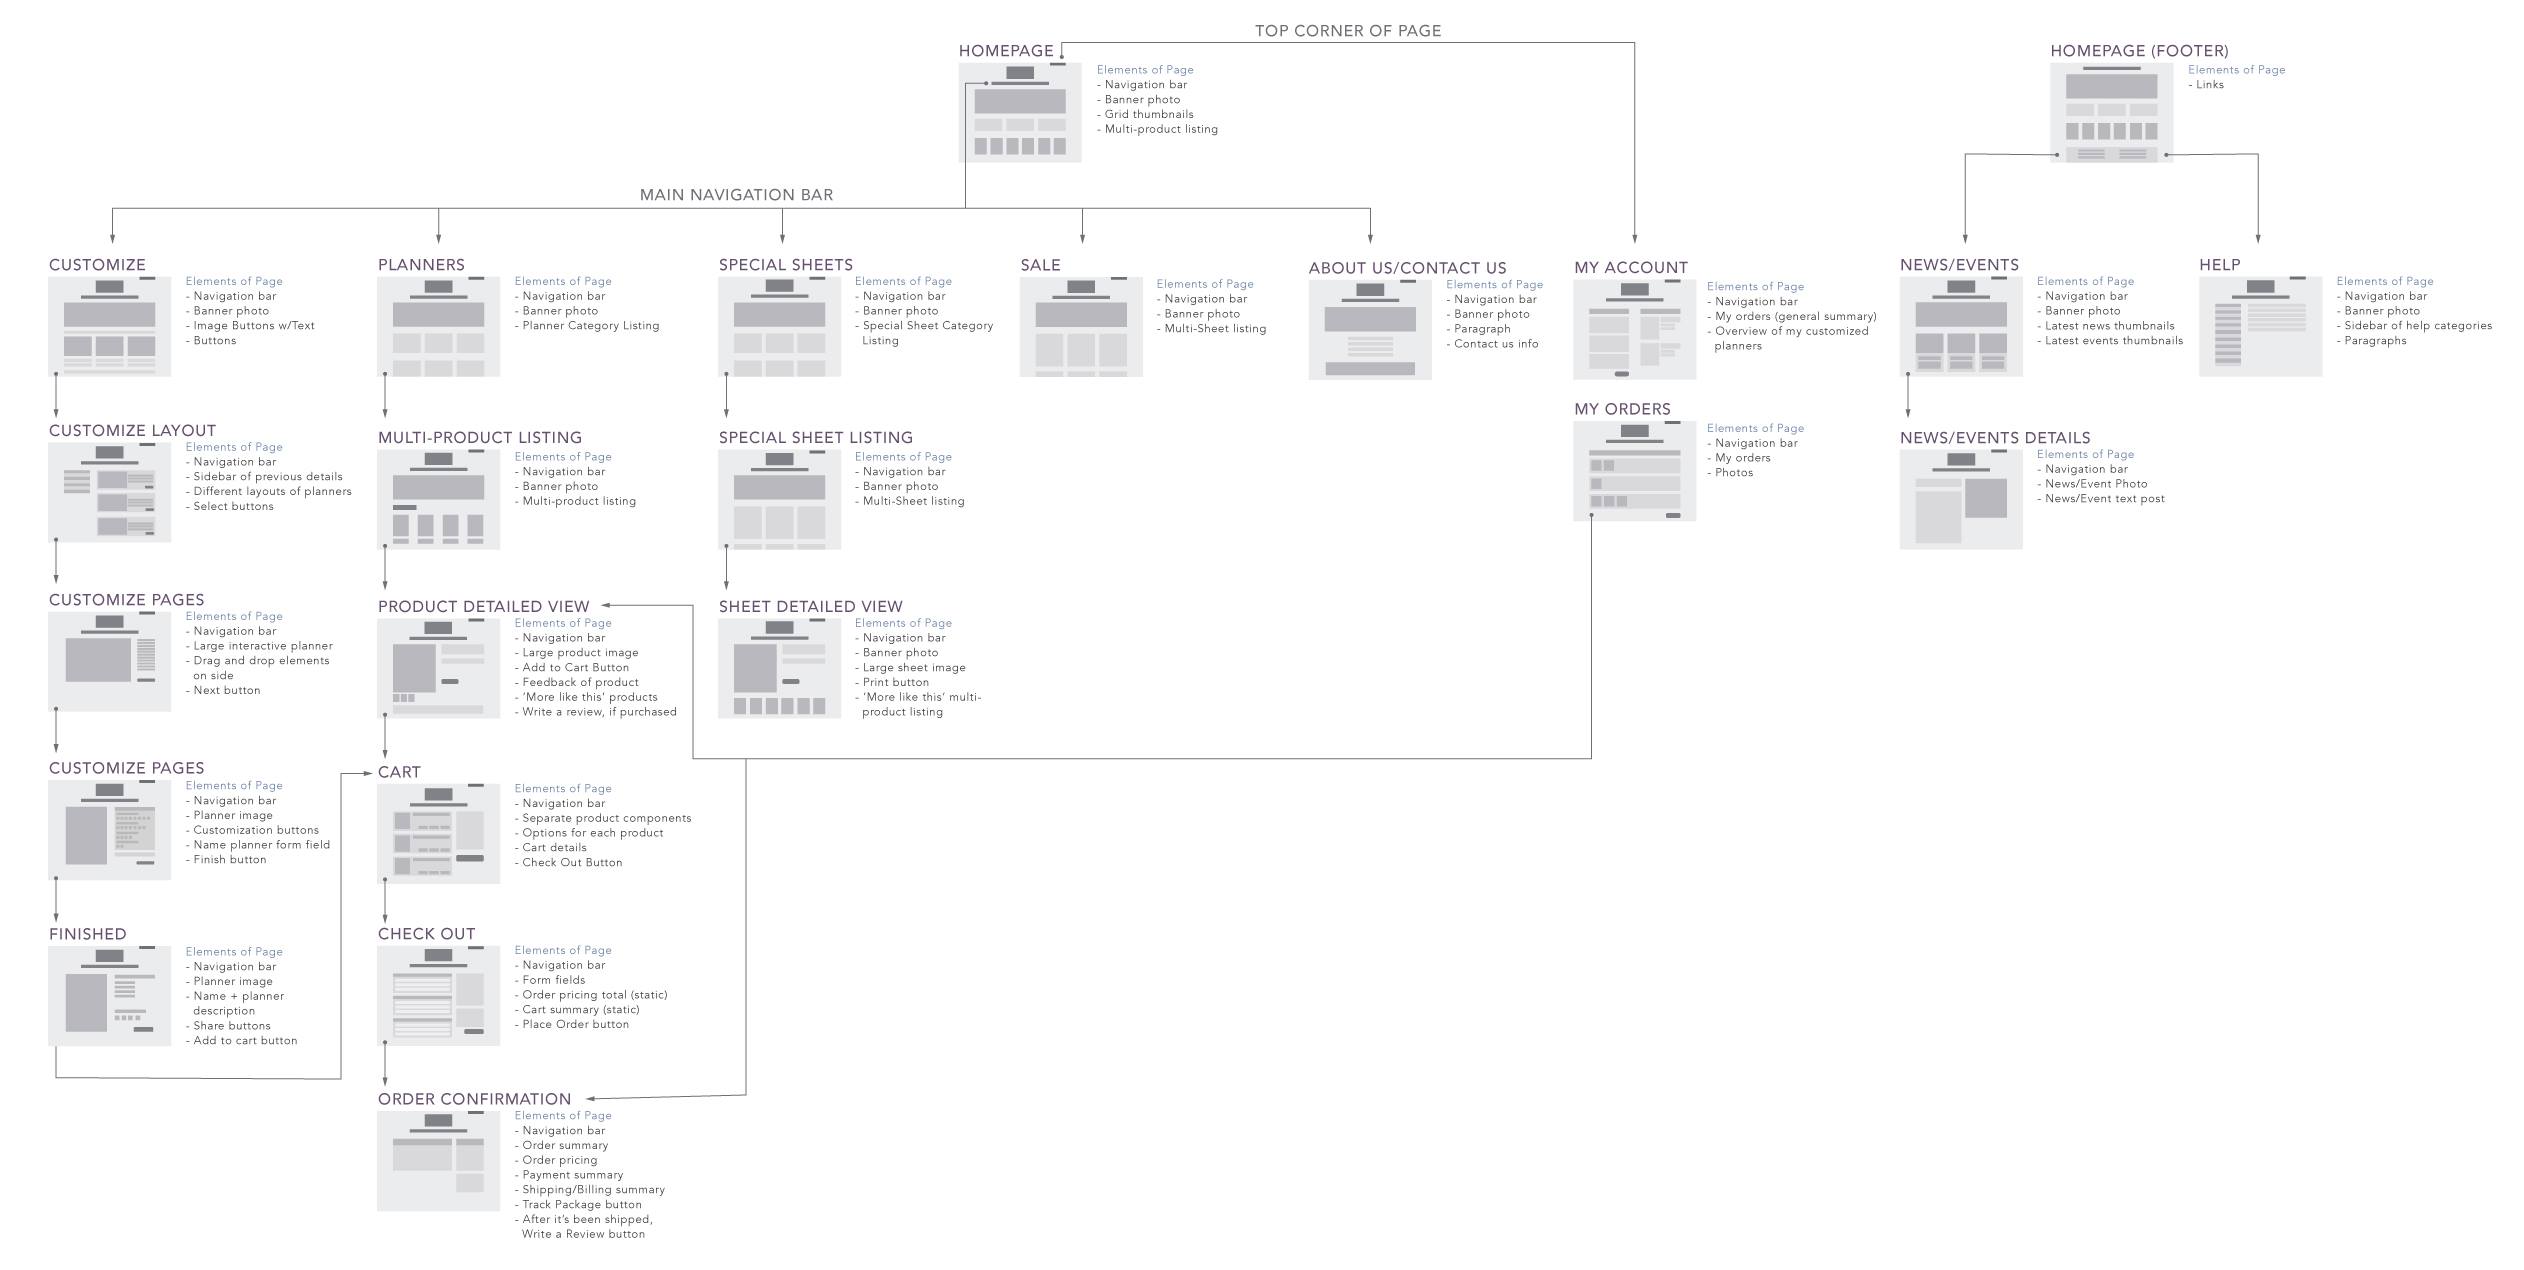 TOP CORNER OF PAGE
HOMEPAGE
Elements of Page
- Navigation bar
- Banner photo
- Grid thumbnails
- Multi-product listing
HOMEPAGE (FOOTER)
Elements of Page
- Links
MAIN NAVIGATION BAR
CUSTOMIZE
Elements of Page
- Navigation bar
- Banner photo
- Image Buttons w/Text
- Buttons
PLANNERS
Elements of Page
- Navigation bar
- Banner photo
- Planner Category Listing
SPECIAL SHEETS
Elements of Page
- Navigation bar
- Banner photo
- Special Sheet Category
Listing
SALE
Elements of Page
- Navigation bar
- Banner photo
- Multi-Sheet listing
ABOUT US/CONTACT US
Elements of Page
- Navigation bar
- Banner photo
- Paragraph
- Contact us info
MY ACCOUNT
Elements of Page
- Navigation bar
- My orders (general summary)
- Overview of my customized
planners
NEWS/EVENTS
Elements of Page
- Navigation bar
- Banner photo
- Latest news thumbnails
- Latest events thumbnails
HELP
Elements of Page
- Navigation bar
- Banner photo
- Sidebar of help categories
- Paragraphs
CUSTOMIZE LAYOUT
Elements of Page
- Navigation bar
- Sidebar of previous details
- Different layouts of planners
- Select buttons
MULTI-PRODUCT LISTING
Elements of Page
- Navigation bar
- Banner photo
- Multi-product listing
SPECIAL SHEET LISTING
Elements of Page
- Navigation bar
- Banner photo
- Multi-Sheet listing
MY ORDERS
Elements of Page
- Navigation bar
- My orders
- Photos
NEWS/EVENTS DETAILS
Elements of Page
- Navigation bar
- News/Event Photo
- News/Event text post
CUSTOMIZE PAGES
Elements of Page
- Navigation bar
- Large interactive planner
- Drag and drop elements
on side
- Next button
PRODUCT DETAILED VIEW
Elements of Page
- Navigation bar
- Large product image
- Add to Cart Button
- Feedback of product
- ‘More like this’ products
- Write a review, if purchased
SHEET DETAILED VIEW
Elements of Page
- Navigation bar
- Banner photo
- Large sheet image
- Print button
- ‘More like this’ multi-
product listing
CUSTOMIZE PAGES
Elements of Page
- Navigation bar
- Planner image
- Customization buttons
- Name planner form field
- Finish button
CART
Elements of Page
- Navigation bar
- Separate product components
- Options for each product
- Cart details
- Check Out Button
FINISHED
Elements of Page
- Navigation bar
- Planner image
- Name + planner
description
- Share buttons
- Add to cart button
CHECK OUT
Elements of Page
- Navigation bar
- Form fields
- Order pricing total (static)
- Cart summary (static)
- Place Order button
ORDER CONFIRMATION
Elements of Page
- Navigation bar
- Order summary
- Order pricing
- Payment summary
- Shipping/Billing summary
- Track Package button
- After it’s been shipped,
Write a Review button